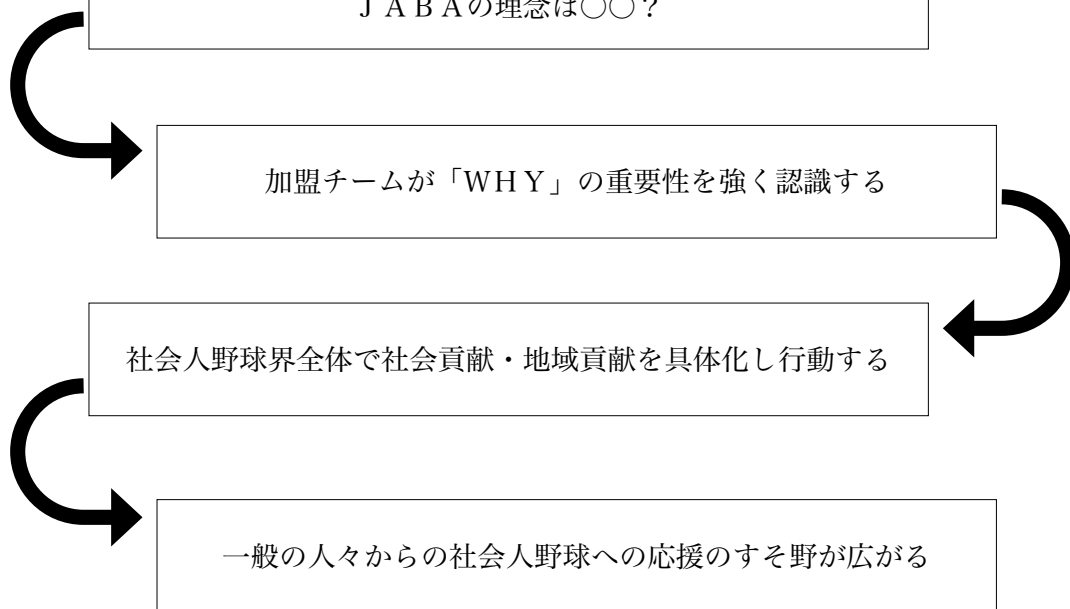 ＪＡＢＡの理念は○○？
加盟チームが「ＷＨＹ」の重要性を強く認識する
社会人野球界全体で社会貢献・地域貢献を具体化し行動する
一般の人々からの社会人野球への応援のすそ野が広がる